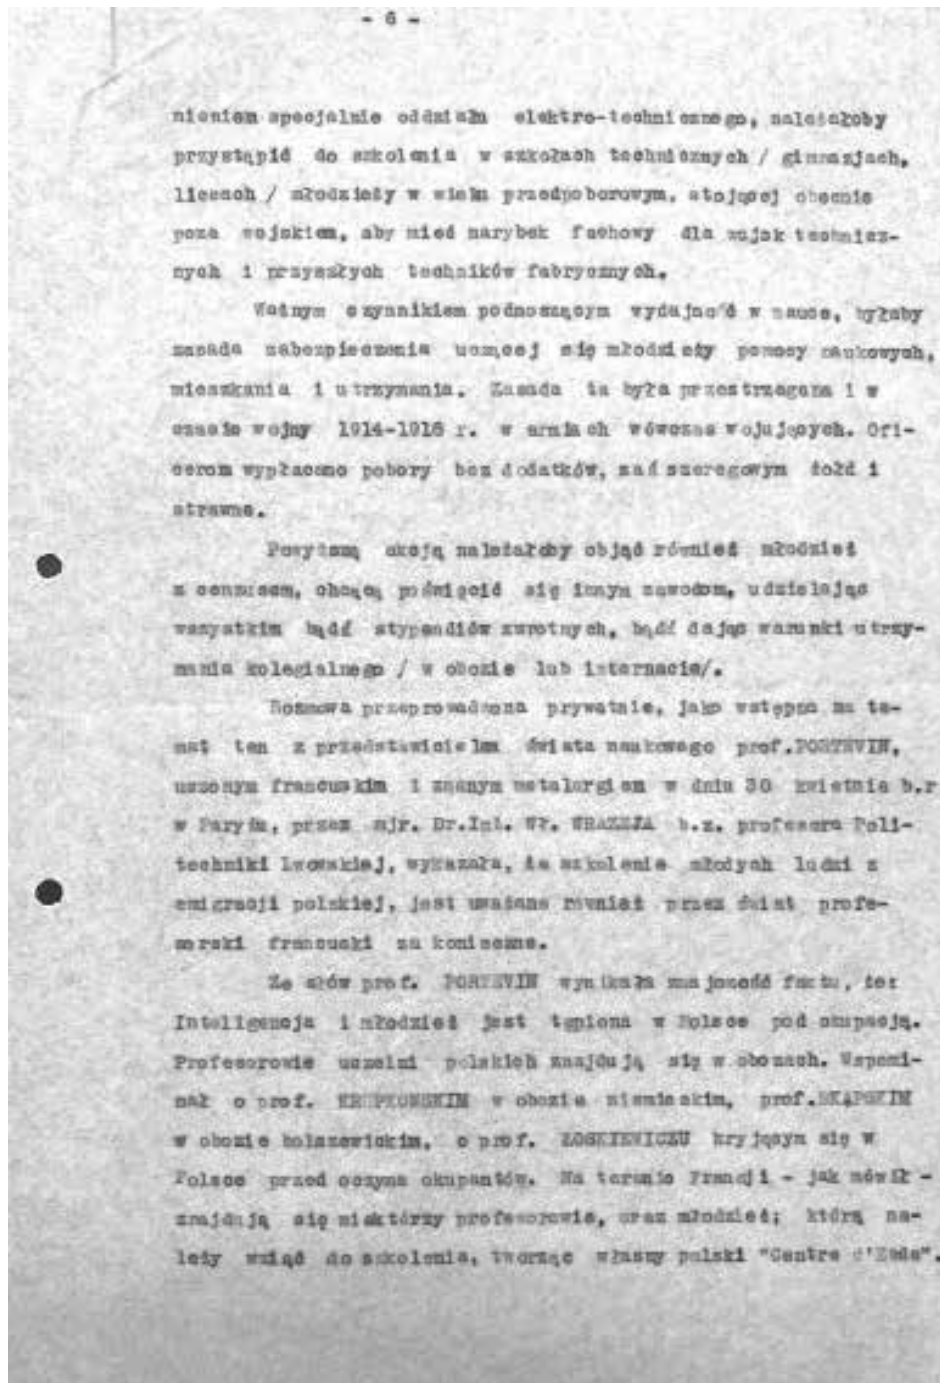 - 6 -
nieniem specjalnie oddziału elektro-technicznego, należałoby
przystąpić do szkolenia w szkołach technicznych / gimnazjach,
liceach / młodzieży w wieku przedpoborowym, stojącej obecnie
poza wojskiem, aby mieć narybek fachowy dla wojsk technicz-
nych i przyszłych techników fabrycznych.
Ważnym czynnikiem podnoszącym wydajność w nauce, byłaby
zasada zabezpieczenia uczącej się młodzieży pomocy naukowych,
mieszkania i utrzymania. Zasada ta była przestrzegana i w
czasie wojny 1914-1918 r. w armiach wówczas wojujących. Ofi-
cerom wypłacano pobory bez dodatków, zaś szeregowym żołd i
strawne.
Powyższą akcją należałoby objąć również młodzież
z cenzusem, chcącą poświęcić się innym zawodom, udzielając
wszystkim bądź stypendiów zwrotnych, bądź dając warunki utrzy-
mania kolegialnego / w obozie lub internacie/.
Rozmowa przeprowadzona prywatnie, jako wstępna na te-
mat ten z przedstawicielem świata naukowego prof. PORTEVIN,
uczonym francuskim i znanym metalurgiem w dniu 30 kwietnia b.r
w Paryżu, przez mjr. Dr.Inż. Wł. WRAŻEJA b.z. profesora Poli-
techniki Lwowskiej, wykazała, że szkolenie młodych ludzi z
emigracji polskiej, jest uważane również przez świat profe-
sorski francuski za konieczne.
Ze słów prof. PORTEVIN wynikała znajomość faktu, że:
Inteligencja i młodzież jest tępiona w Polsce pod okupacją.
Profesorowie uczelni polskich znajdują się w obozach. Wspomi-
nał o prof. KRUPKOWSKIM w obozie niemieckim, prof. SKĄPSKIM
w obozie bolszewickim, o prof. ŁOSKIEWICZU kryjącym się w
Polsce przed oczyma okupantów. Na terenie Francji - jak mówił -
znajdują się niektórzy profesorowie, oraz młodzież; którą na-
leży wziąć do szkolenia, tworząc własny polski "Centre d'Etude".